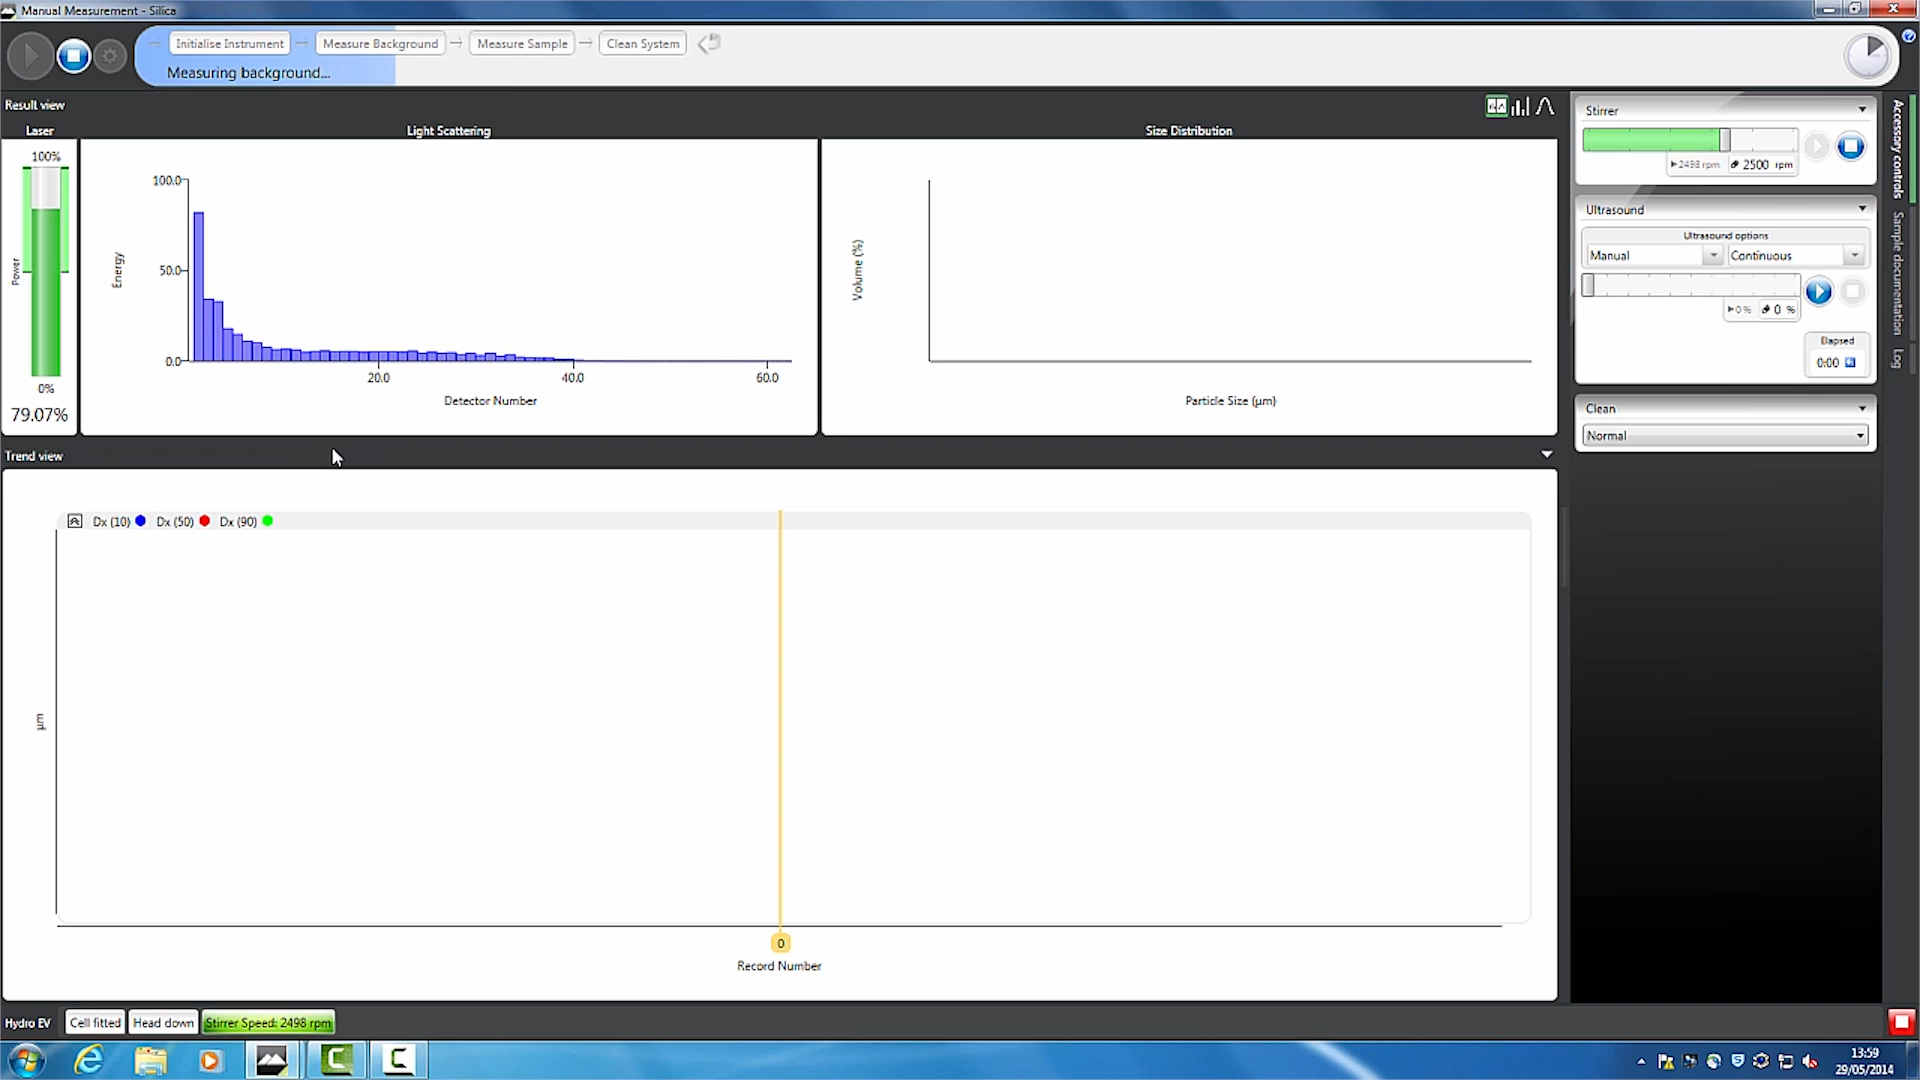 Manual Measurement - Silica
Initialise Instrument
Measure Background
Measure Sample
Clean System
Measuring background...
Result view
Laser
100%
Power
0%
79.07%
Light Scattering
100.0
50.0
0.0
Energy
20.0
40.0
60.0
Detector Number
Size Distribution
Volume (%)
Particle Size (µm)
Stirrer
2498 rpm
2500 rpm
Ultrasound
Ultrasound options
Manual
Continuous
0%
0 %
Elapsed
0:00
Clean
Normal
Accessory controls
Sample documentation
Log
Trend view
Dx (10)
Dx (50)
Dx (90)
µm
0
Record Number
Hydro EV
Cell fitted
Head down
Stirrer Speed: 2498 rpm
13:59
29/05/2014